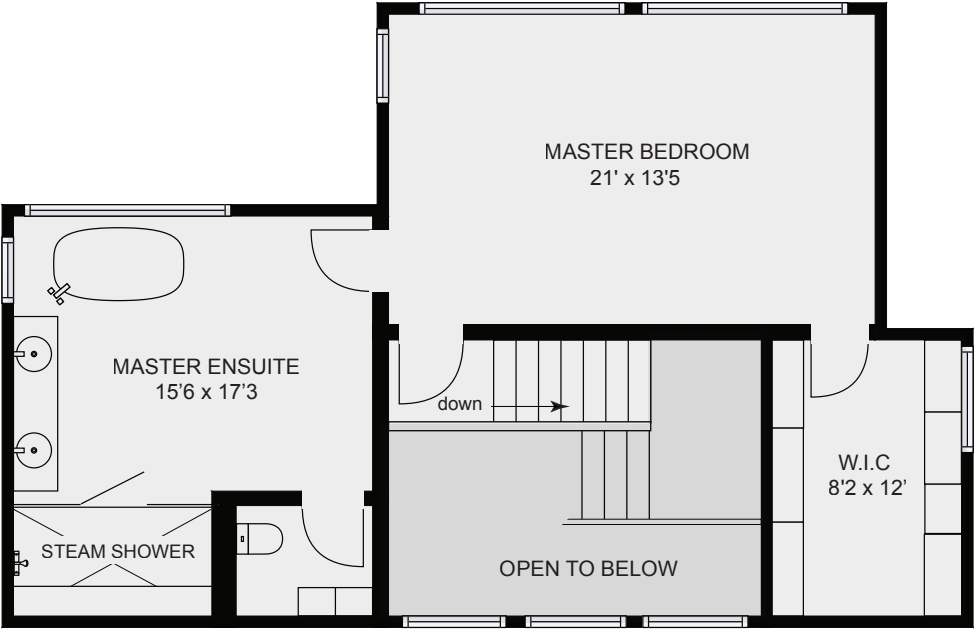 MASTER BEDROOM
21' x 13'5
MASTER ENSUITE
15’6 x 17’3
down
W.I.C
8'2 x 12’
STEAM SHOWER
OPEN TO BELOW